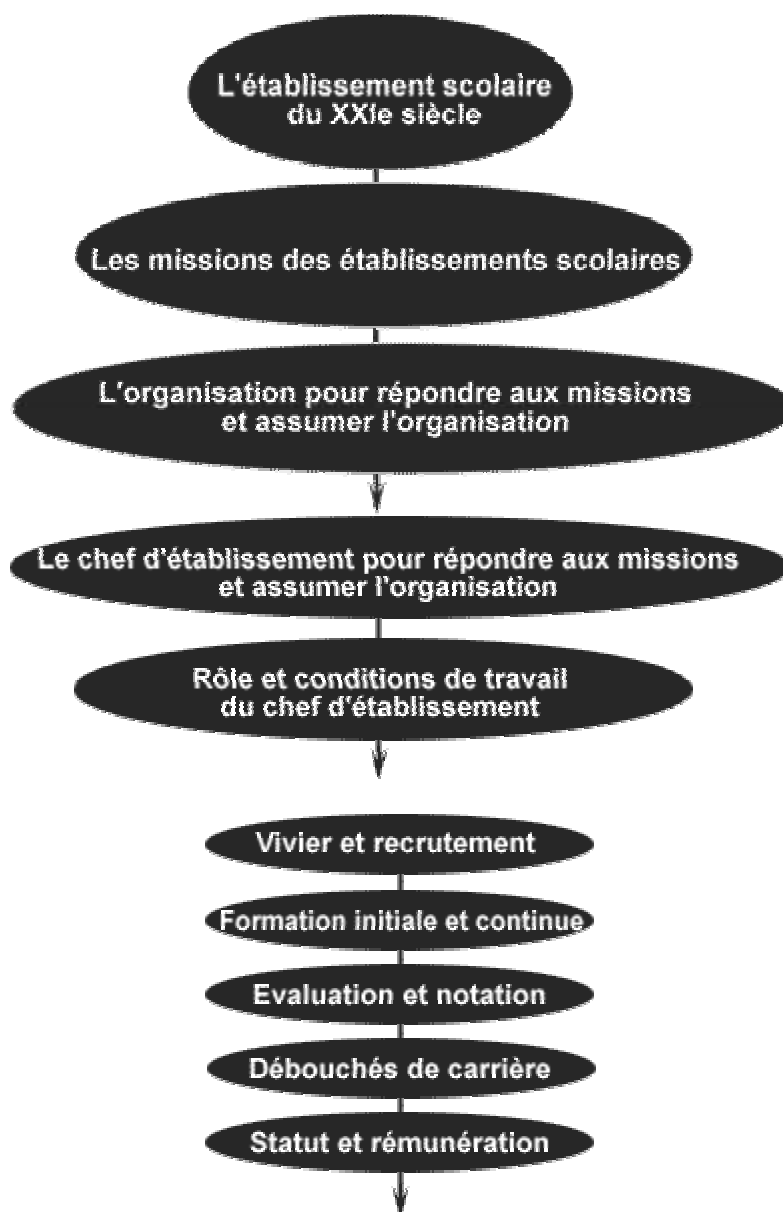 L'établissement scolaire
du XXIe siècle
Les missions des établissements scolaires
L'organisation pour répondre aux missions
et assumer l'organisation
Le chef d'établissement pour répondre aux missions
et assumer l'organisation
Rôle et conditions de travail
du chef d'établissement
Vivier et recrutement
Formation initiale et continue
Evaluation et notation
Débouchés de carrière
Statut et rémunération